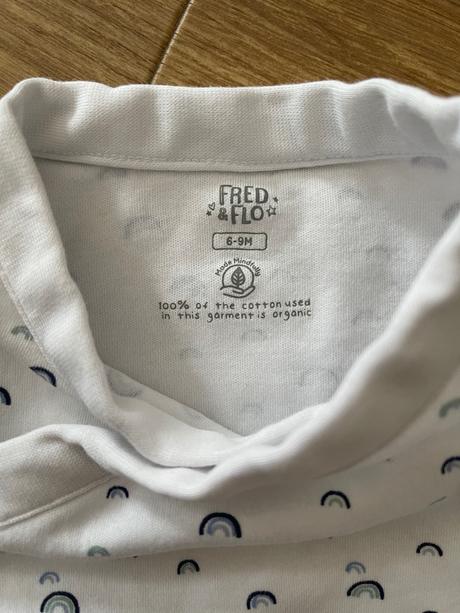 FRED
& FLO
6-9M
Made Mindfully
100% of the cotton used
in this garment is organic